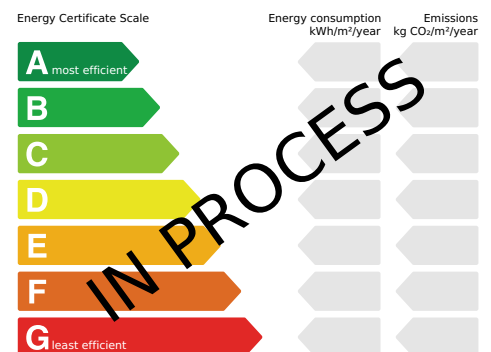 Energy Certificate Scale
Energy consumption
kWh/m²/year
Emissions
kg CO₂/m²/year
A most efficient
B
C
D
E
F
G least efficient
IN PROCESS